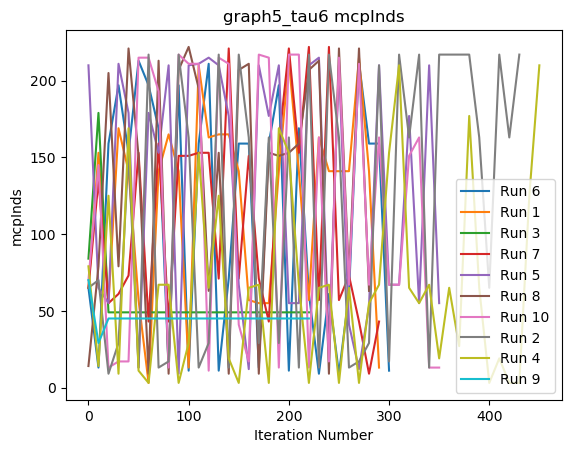 graph5_tau6 mcpInds
mcpInds
200
150
100
50
0
Run 6
Run 1
Run 3
Run 7
Run 5
Run 8
Run 10
Run 2
Run 4
Run 9
0 100 200 300 400
Iteration Number